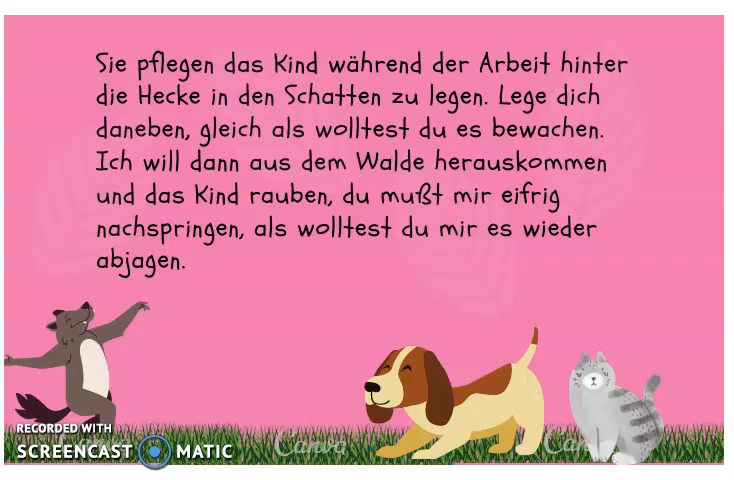 Sie pflegen das Kind während der Arbeit hinter
die Hecke in den Schatten zu legen. Lege dich
daneben, gleich als wolltest du es bewachen.
Ich will dann aus dem Walde herauskommen
und das Kind rauben, du mußt mir eifrig
nachspringen, als wolltest du mir es wieder
abjagen.
RECORDED WITH
SCREENCAST MATIC
Canva
Canva